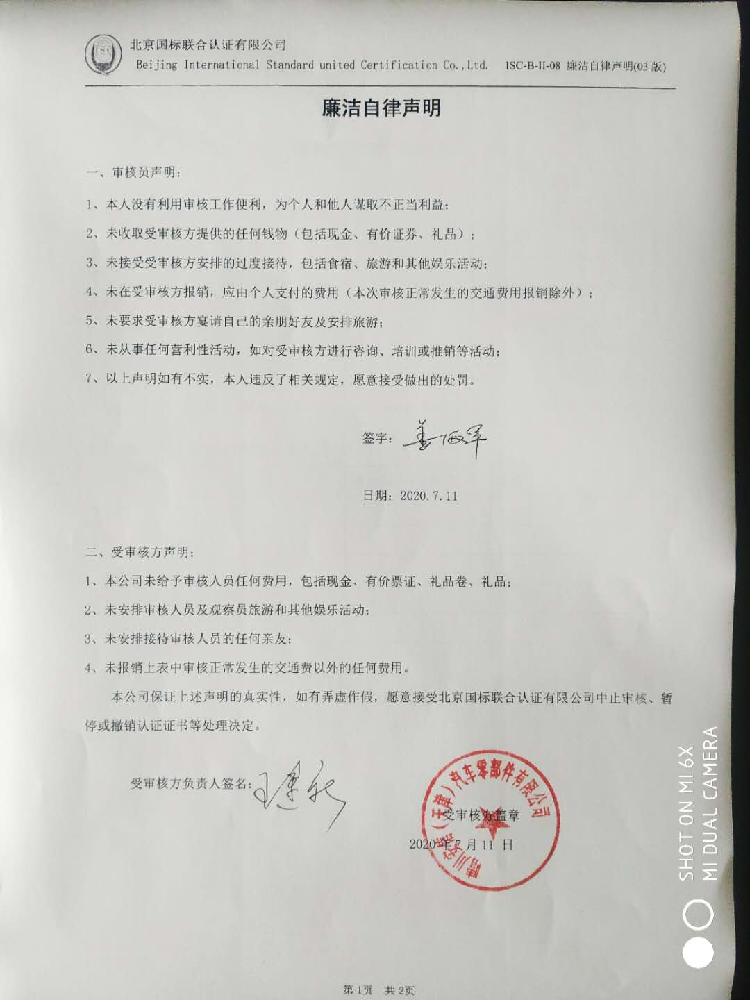 北京国标联合认证有限公司
Beijing International Standard united Certification Co.,Ltd. ISC-B-II-08 廉洁自律声明(03 版)
廉洁自律声明
一、审核员声明:
1、本人没有利用审核工作便利，为个人和他人谋取不正当利益;
2、未收取受审核方提供的任何钱物（包括现金、有价证券、礼品）;
3、未接受受审核方安排的过度接待，包括食宿、旅游和其他娱乐活动;
4、未在受审核方报销，应由个人支付的费用（本次审核正常发生的交通费用报销除外）;
5、未要求受审核方宴请自己的亲朋好友及安排旅游;
6、未从事任何营利性活动，如对受审核方进行咨询、培训或推销等活动;
7、以上声明如有不实，本人违反了相关规定，愿意接受做出的处罚。
签字:
日期: 2020.7.11
二、受审核方声明:
1、本公司未给予审核人员任何费用，包括现金、有价票证、礼品卷、礼品;
2、未安排审核人员及观察员旅游和其他娱乐活动;
3、未安排接待审核人员的任何亲友;
4、未报销上表中审核正常发生的交通费以外的任何费用。
本公司保证上述声明的真实性，如有弄虚作假，愿意接受北京国标联合认证有限公司中止审核、暂
停或撤销认证证书等处理决定。
受审核方负责人签名:
（天津）汽车零部件有限公司
受审核方盖章
2020年7月11 日
第 1页 共 2页
SHOT ON MI 6X
MI DUAL CAMERA